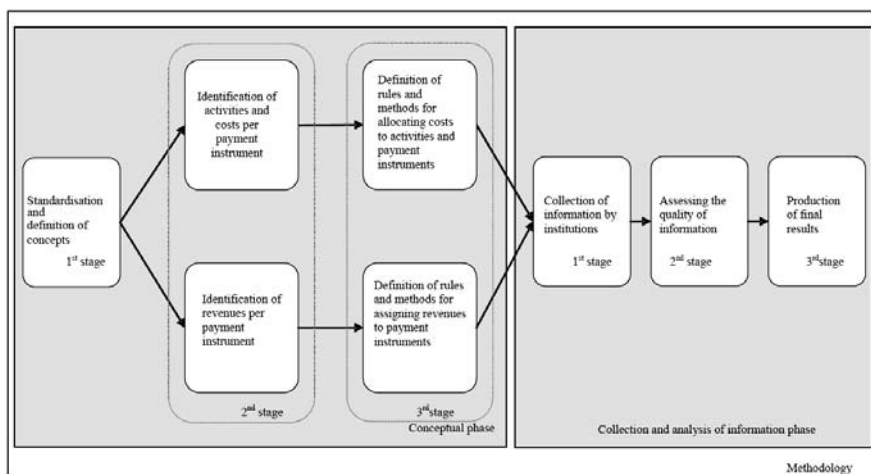 Standardisation
and
definition of
concepts
1st stage
Identification of
activities and
costs per
payment
instrument
Identification of
revenues per
payment
instrument
2nd stage
Definition of
rules and
methods for
allocating costs
to activities and
payment
instruments
Definition of rules
and methods for
assigning revenues
to payment
instruments
3rd stage
Conceptual phase
Collection of
information by
institutions
1st stage
Assessing the
quality of
information
2nd stage
Production
of final
results
3rd stage
Collection and analysis of information phase
Methodology